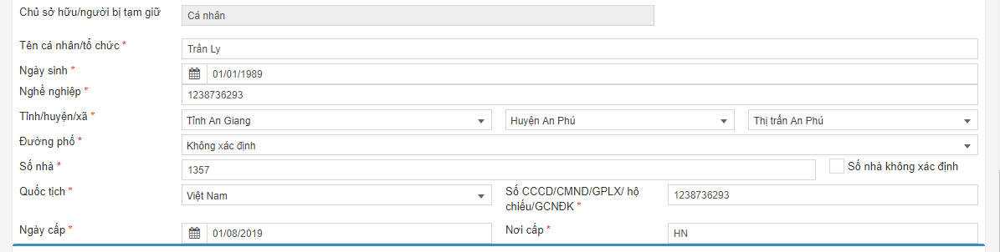 Chủ sở hữu/người bị tạm giữ Cá nhân
Tên cá nhân/tổ chức * Trần Ly
Ngày sinh * 01/01/1989
Nghề nghiệp * 1238736293
Tỉnh/huyện/xã * Tỉnh An Giang Huyện An Phú Thị trấn An Phú
Đường phố * Không xác định
Số nhà * 1357 Số nhà không xác định
Quốc tịch * Việt Nam Số CCCD/CMND/GPLX/ hộ
chiếu/GCNĐK * 1238736293
Ngày cấp * 01/08/2019 Nơi cấp * HN